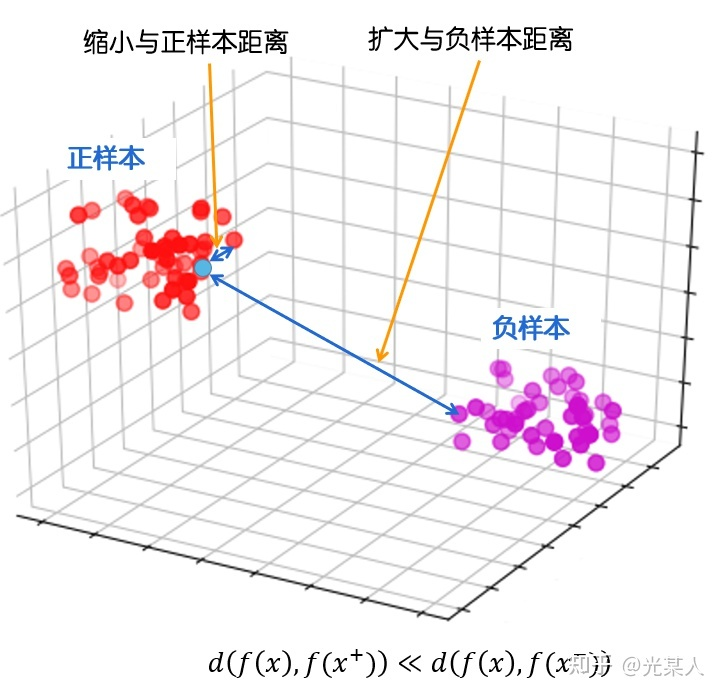 缩小与正样本距离
扩大与负样本距离
正样本
负样本
d(f(x), f(x⁺)) ≪ d(f(x), f(x⁻))
知乎 @光某人